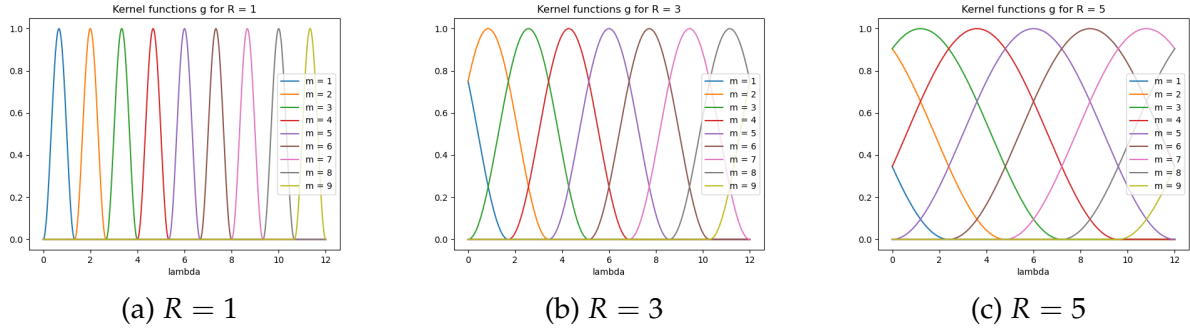 Kernel functions g for R = 1
1.0
0.8
0.6
0.4
0.2
0.0
0 2 4 6 8 10 12
lambda
m = 1
m = 2
m = 3
m = 4
m = 5
m = 6
m = 7
m = 8
m = 9
(a) R = 1
Kernel functions g for R = 3
1.0
0.8
0.6
0.4
0.2
0.0
0 2 4 6 8 10 12
lambda
m = 1
m = 2
m = 3
m = 4
m = 5
m = 6
m = 7
m = 8
m = 9
(b) R = 3
Kernel functions g for R = 5
1.0
0.8
0.6
0.4
0.2
0.0
0 2 4 6 8 10 12
lambda
m = 1
m = 2
m = 3
m = 4
m = 5
m = 6
m = 7
m = 8
m = 9
(c) R = 5